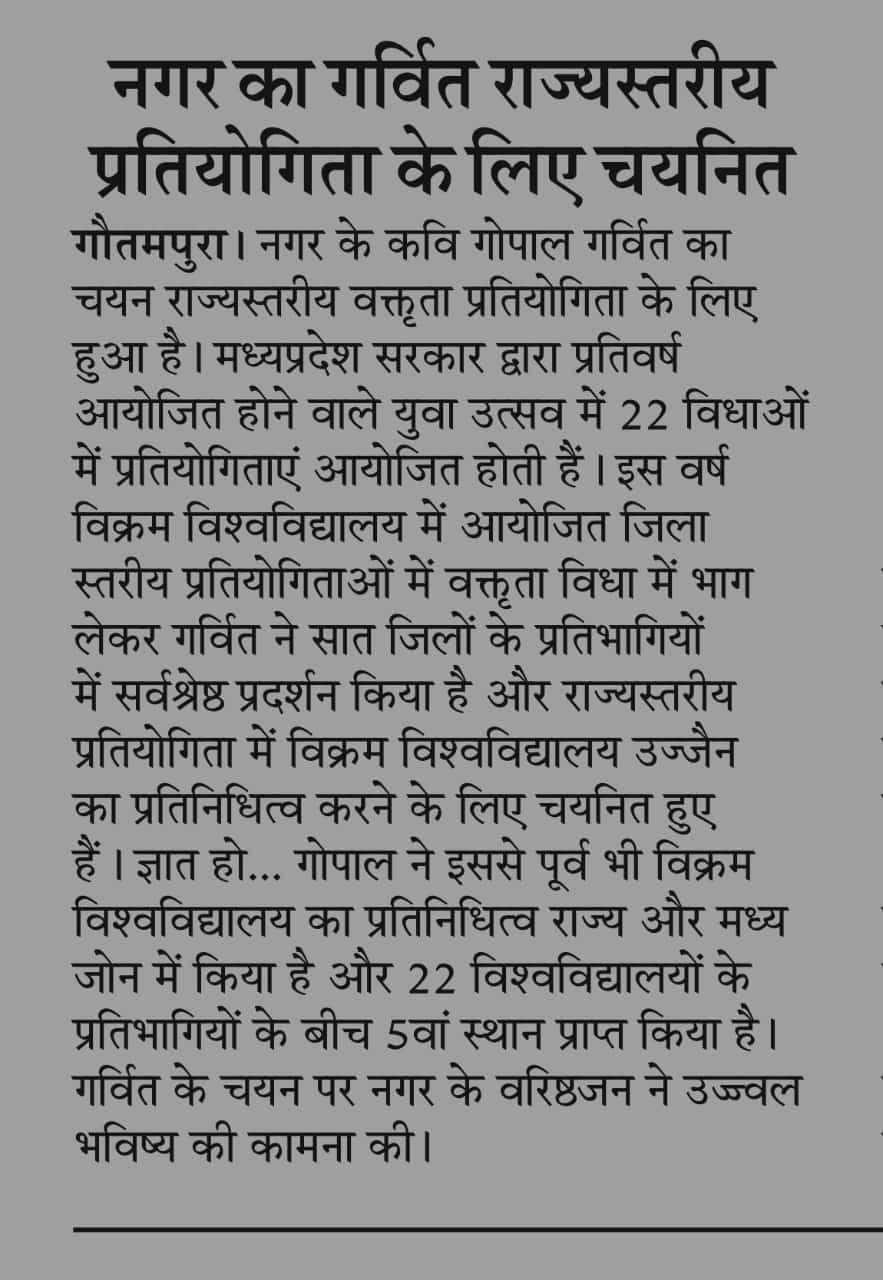 नगर का गर्वित राज्यस्तरीय
प्रतियोगिता के लिए चयनित
गौतमपुरा। नगर के कवि गोपाल गर्वित का
चयन राज्यस्तरीय वक्तृता प्रतियोगिता के लिए
हुआ है। मध्यप्रदेश सरकार द्वारा प्रतिवर्ष
आयोजित होने वाले युवा उत्सव में 22 विधाओं
में प्रतियोगिताएं आयोजित होती हैं। इस वर्ष
विक्रम विश्वविद्यालय में आयोजित जिला
स्तरीय प्रतियोगिताओं में वक्तृता विधा में भाग
लेकर गर्वित ने सात जिलों के प्रतिभागियों
में सर्वश्रेष्ठ प्रदर्शन किया है और राज्यस्तरीय
प्रतियोगिता में विक्रम विश्वविद्यालय उज्जैन
का प्रतिनिधित्व करने के लिए चयनित हुए
हैं। ज्ञात हो... गोपाल ने इससे पूर्व भी विक्रम
विश्वविद्यालय का प्रतिनिधित्व राज्य और मध्य
जोन में किया है और 22 विश्वविद्यालयों के
प्रतिभागियों के बीच 5वां स्थान प्राप्त किया है।
गर्वित के चयन पर नगर के वरिष्ठजन ने उज्ज्वल
भविष्य की कामना की।